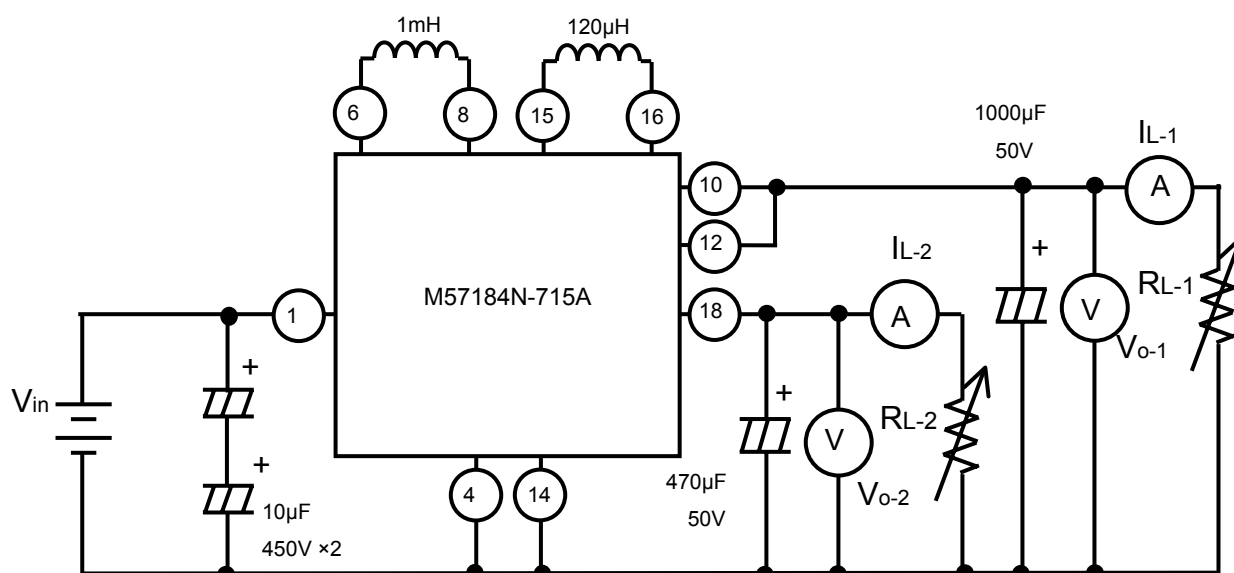 1mH
120µH
6
8
15
16
1000µF
50V
IL-1
A
10
12
IL-2
RL-1
M57184N-715A
1
18
A
V
Vo-1
+
+
Vin
+
RL-2
V
+
4
14
470µF
50V
Vo-2
10µF
450V ×2